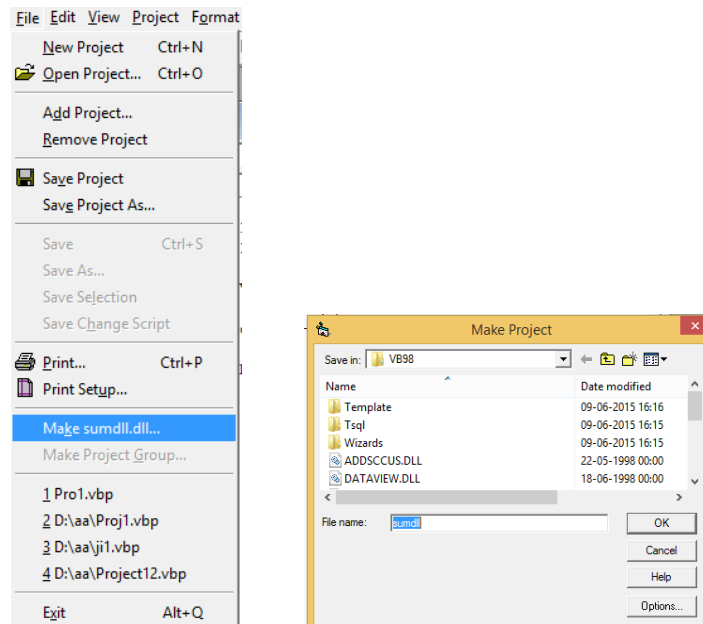 File Edit View Project Format
New Project Ctrl+N
Open Project... Ctrl+O
Add Project...
Remove Project
Save Project
Save Project As...
Save Ctrl+S
Save As...
Save Selection
Save Change Script
Print... Ctrl+P
Print Setup...
Make sumdll.dll...
Make Project Group...
1 Pro1.vbp
2 D:\aa\Proj1.vbp
3 D:\aa\ji1.vbp
4 D:\aa\Project12.vbp
Exit Alt+Q
Make Project
Save in: VB98
Name Date modified
Template 09-06-2015 16:16
Tsql 09-06-2015 16:15
Wizards 09-06-2015 16:15
ADDSCCUS.DLL 22-05-1998 00:00
DATAVIEW.DLL 18-06-1998 00:00
File name: sumdll OK
Cancel
Help
Options...